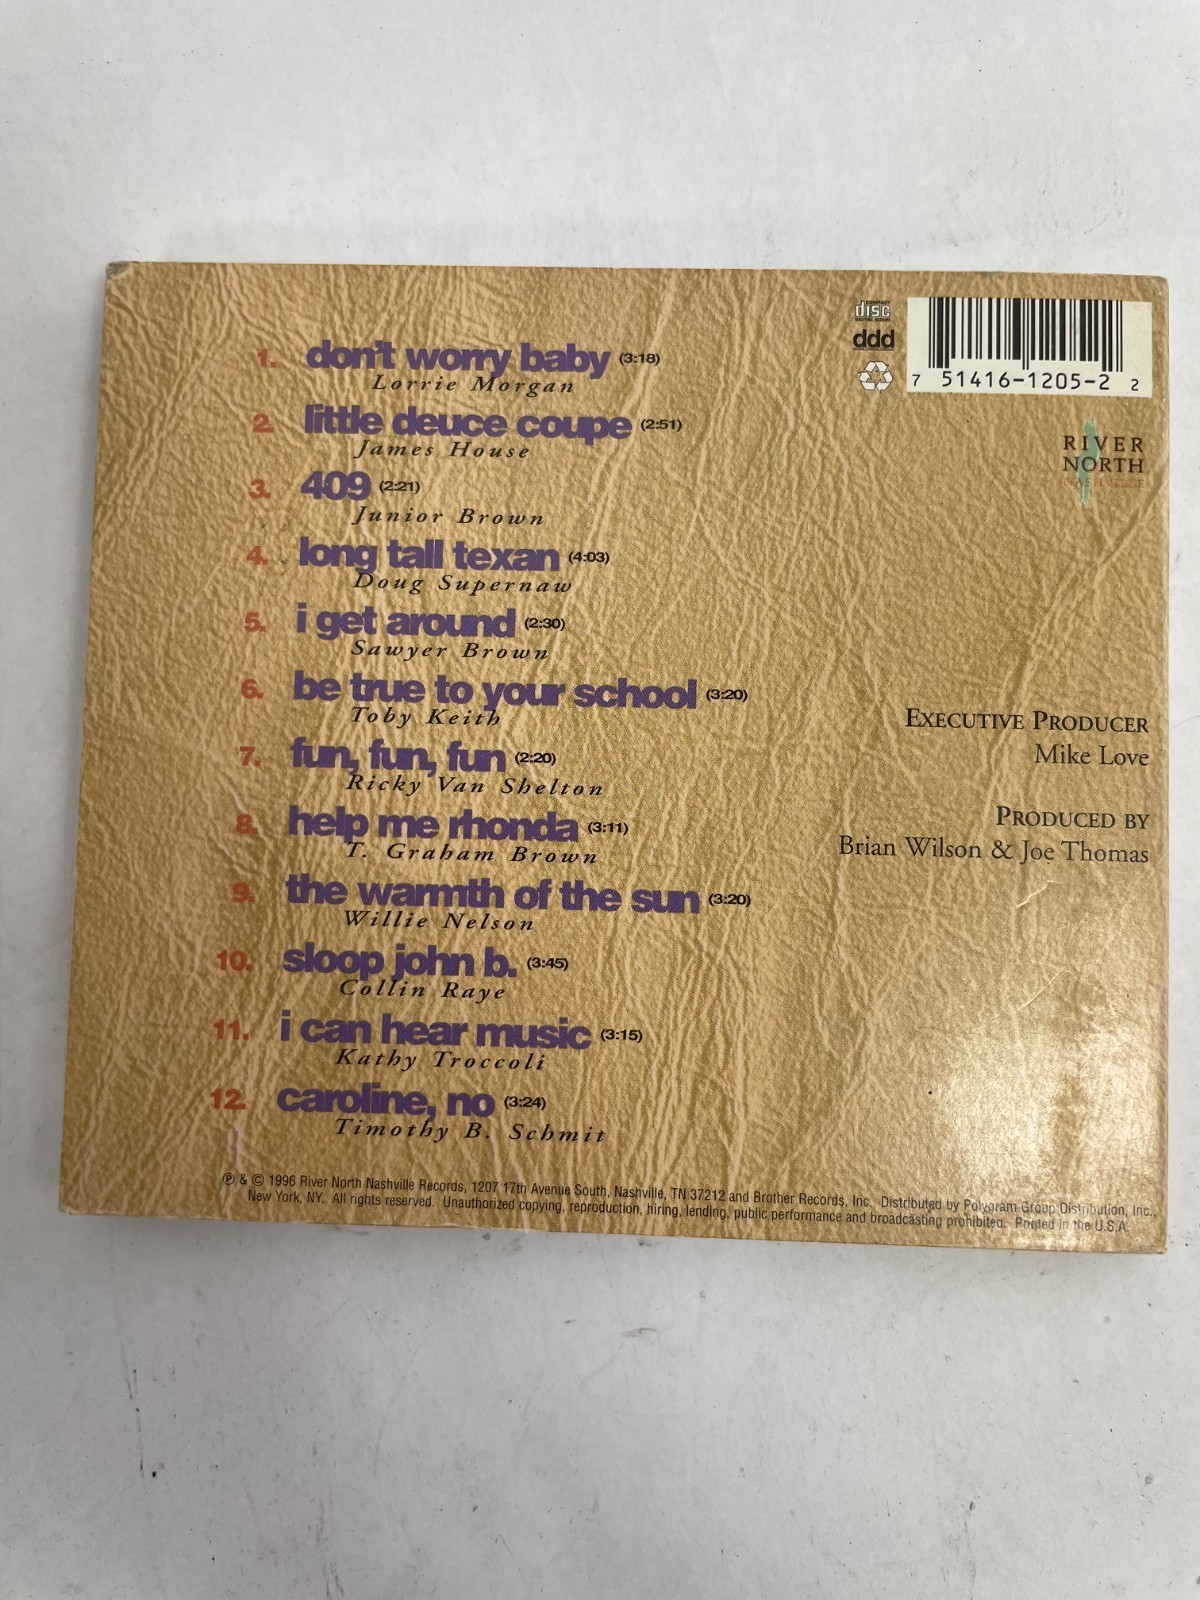 1. don't worry baby (3:18)
Lorrie Morgan
2. little deuce coupe (2:51)
James House
3. 409 (2:21)
Junior Brown
4. long tall texan (4:03)
Doug Supernaw
5. i get around (2:30)
Sawyer Brown
6. be true to your school (3:20)
Toby Keith
7. fun, fun, fun (2:20)
Ricky Van Shelton
8. help me rhonda (3:11)
T. Graham Brown
9. the warmth of the sun (3:20)
Willie Nelson
10. sloop john b. (3:45)
Collin Raye
11. i can hear music (3:15)
Kathy Troccoli
12. caroline, no (3:24)
Timothy B. Schmit
COMPACT
disc
DIGITAL AUDIO
ddd
7 51416-1205-2 2
RIVER
NORTH
NASHVILLE
EXECUTIVE PRODUCER
Mike Love
PRODUCED BY
Brian Wilson & Joe Thomas
℗ & © 1996 River North Nashville Records, 1207 17th Avenue South, Nashville, TN 37212 and Brother Records, Inc. Distributed by Polygram Group Distribution, Inc.,
New York, NY. All rights reserved. Unauthorized copying, reproduction, hiring, lending, public performance and broadcasting prohibited. Printed in the U.S.A.